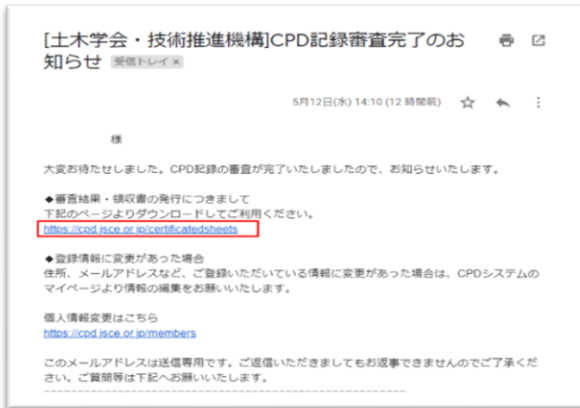 [土木学会・技術推進機構]CPD記録審査完了のお
知らせ 受信トレイ ×
5月12日(水) 14:10 (12 時間前)
様
大変お待たせしました。CPD記録の審査が完了いたしましたので、お知らせいたします。
◆審査結果・領収書の発行につきまして
下記のページよりダウンロードしてご利用ください。
https://cpd.jsce.or.jp/certificatedsheets
◆登録情報に変更があった場合
住所、メールアドレスなど、ご登録いただいている情報に変更があった場合は、CPDシステムの
マイページより情報の編集をお願いいたします。
個人情報変更はこちら
https://cpd.jsce.or.jp/members
このメールアドレスは送信専用です。ご返信いただきましてもお返事できませんのでご了承くだ
さい。ご質問等は下記へお願いいたします。